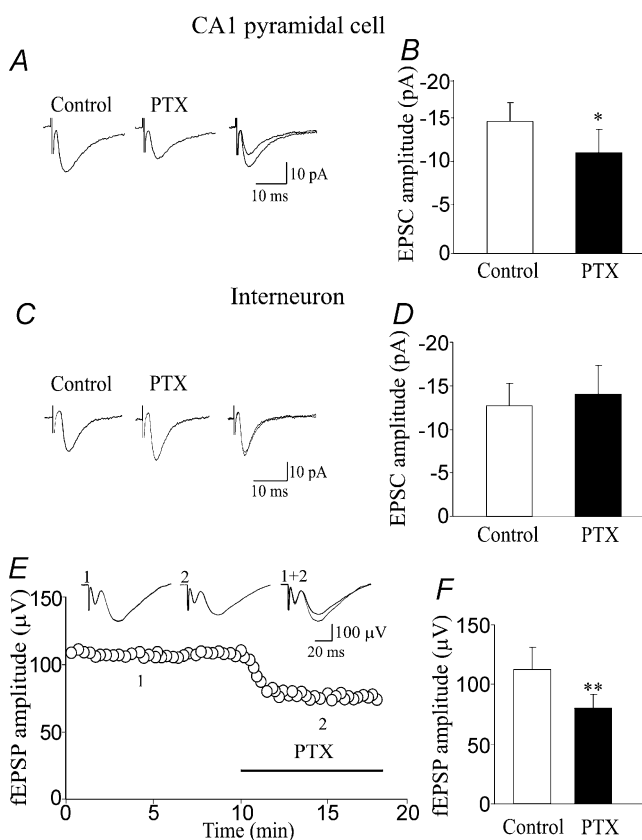 CA1 pyramidal cell
A
Control PTX
10 pA
10 ms
B
EPSC amplitude (pA)
-20
-15
-10
-5
0
*
Control PTX
Interneuron
C
Control PTX
10 pA
10 ms
D
EPSC amplitude (pA)
-20
-15
-10
-5
0
Control PTX
E
1 2 1+2
100 µV
20 ms
fEPSP amplitude (µV)
150
100
50
0
1
2
PTX
0 5 10 15 20
Time (min)
F
fEPSP amplitude (µV)
150
100
50
0
**
Control PTX